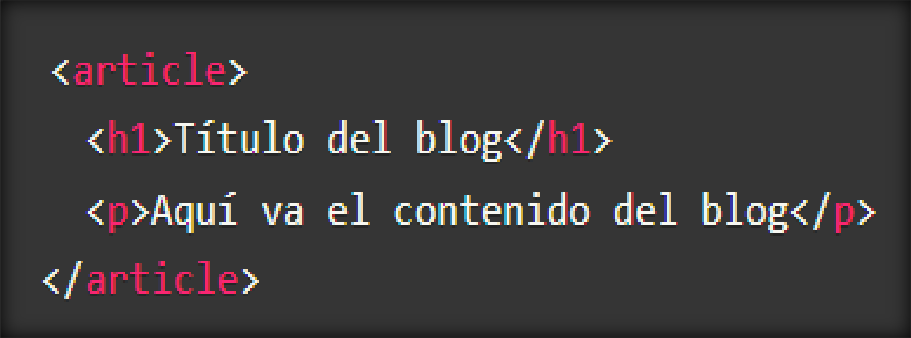 <article>
<h1>Título del blog</h1>
<p>Aquí va el contenido del blog</p>
</article>